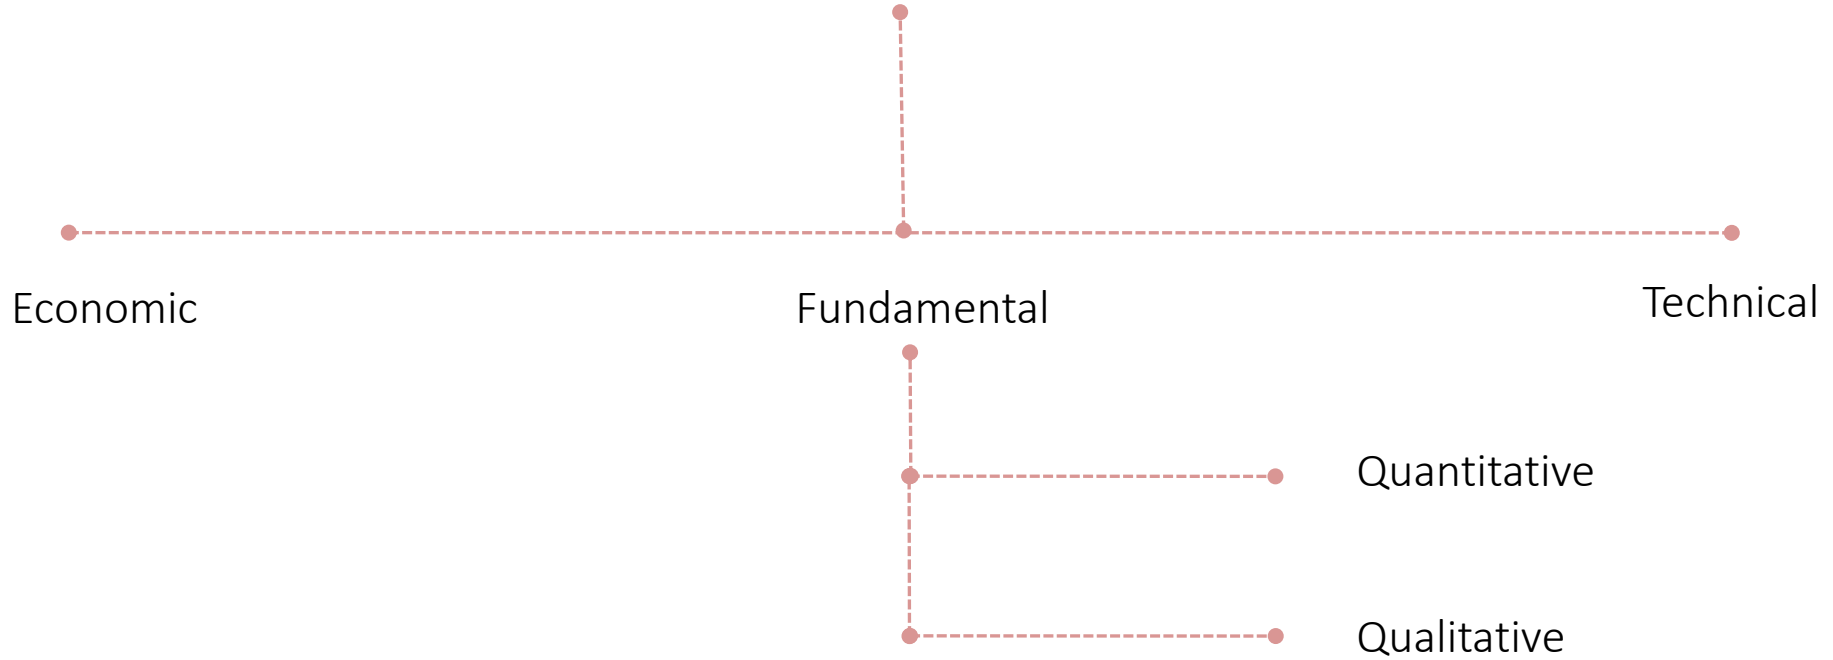 Economic
Fundamental
Technical
Quantitative
Qualitative